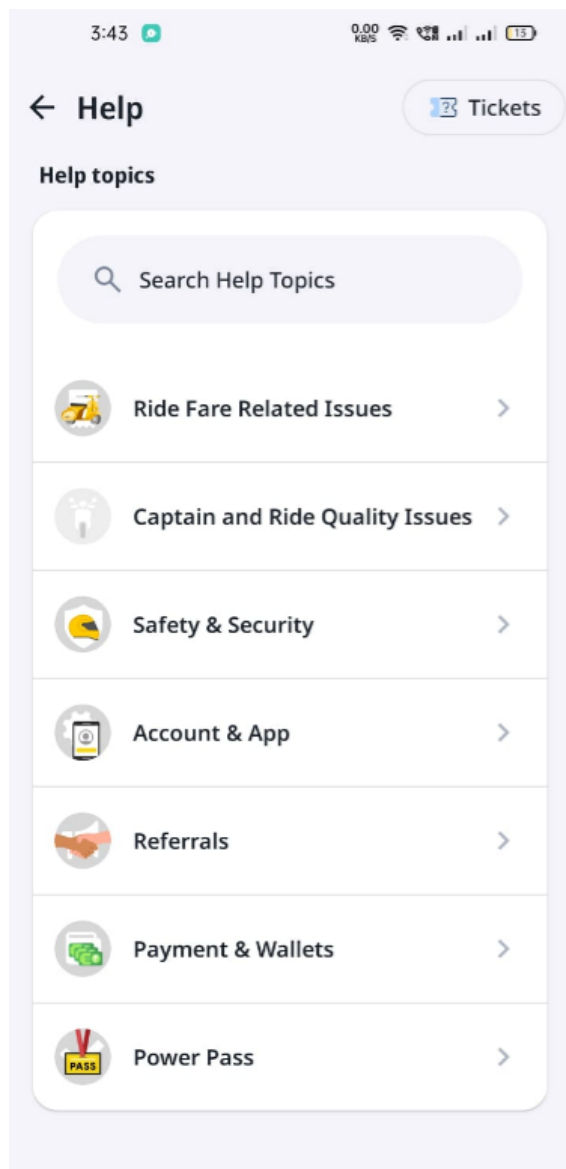 3:43
0.00
KB/S
15
Help
Tickets
Help topics
Search Help Topics
Ride Fare Related Issues
Captain and Ride Quality Issues
Safety & Security
Account & App
Referrals
Payment & Wallets
PASS
Power Pass